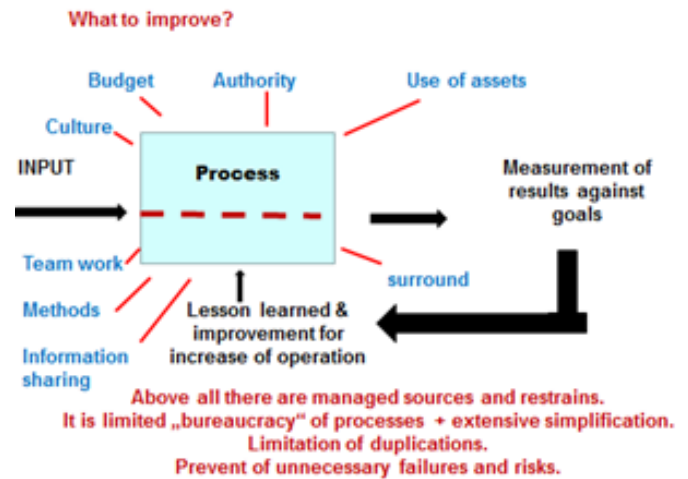 What to improve?
Budget
Authority
Use of assets
Culture
INPUT
Process
Measurement of
results against
goals
Team work
surround
Methods
Lesson learned &
improvement for
increase of operation
Information
sharing
Above all there are managed sources and restrains.
It is limited „bureaucracy“ of processes + extensive simplification.
Limitation of duplications.
Prevent of unnecessary failures and risks.